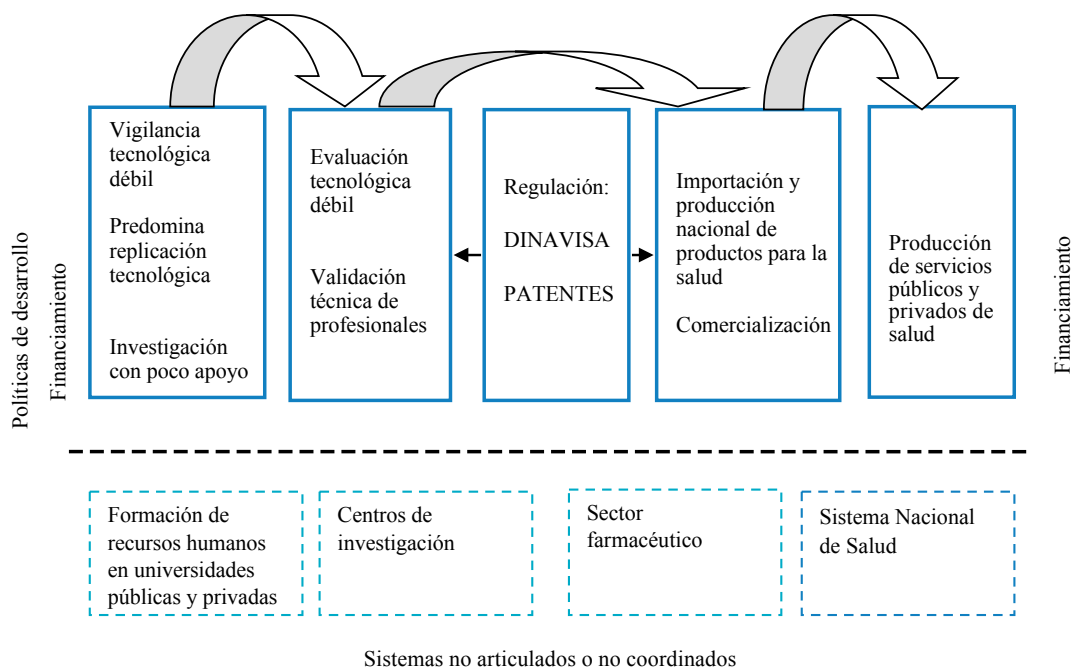 Políticas de desarrollo
Financiamiento
Vigilancia
tecnológica
débil
Predomina
replicación
tecnológica
Investigación
con poco apoyo
Evaluación
tecnológica
débil
Validación
técnica de
profesionales
Regulación:
DINAVISA
PATENTES
Importación y
producción
nacional de
productos para la
salud
Comercialización
Producción
de servicios
públicos y
privados de
salud
Financiamiento
Formación de
recursos humanos
en universidades
públicas y privadas
Centros de
investigación
Sector
farmacéutico
Sistema Nacional
de Salud
Sistemas no articulados o no coordinados